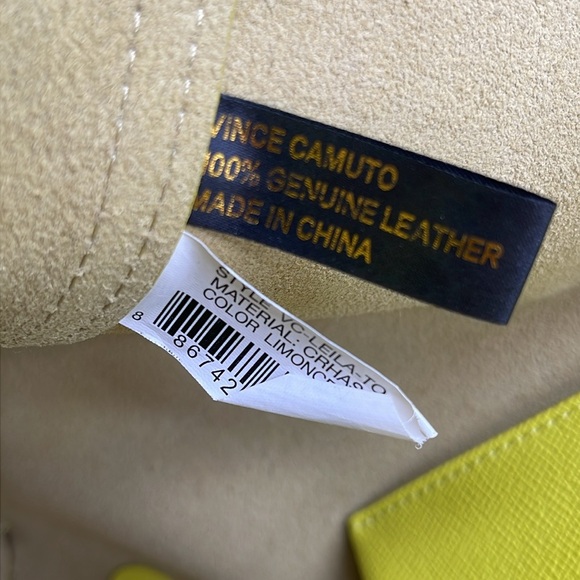 VINCE CAMUTO
100% GENUINE LEATHER
MADE IN CHINA
STYLE: VC-LEILA-TO
MATERIAL: CRHAS
COLOR LIMONC
8 86742